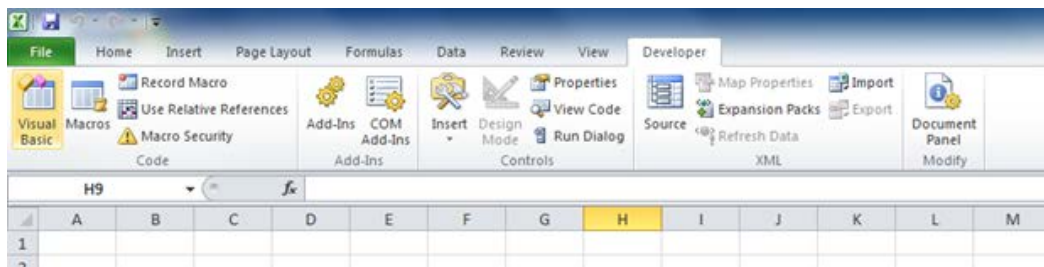 File Home Insert Page Layout Formulas Data Review View Developer
Visual Basic
Macros
Record Macro
Use Relative References
Macro Security
Code
Add-Ins
COM Add-Ins
Add-Ins
Insert
Design Mode
Properties
View Code
Run Dialog
Controls
Source
Map Properties
Expansion Packs
Refresh Data
Import
Export
XML
Document Panel
Modify
H9 fx
A B C D E F G H I J K L M
1